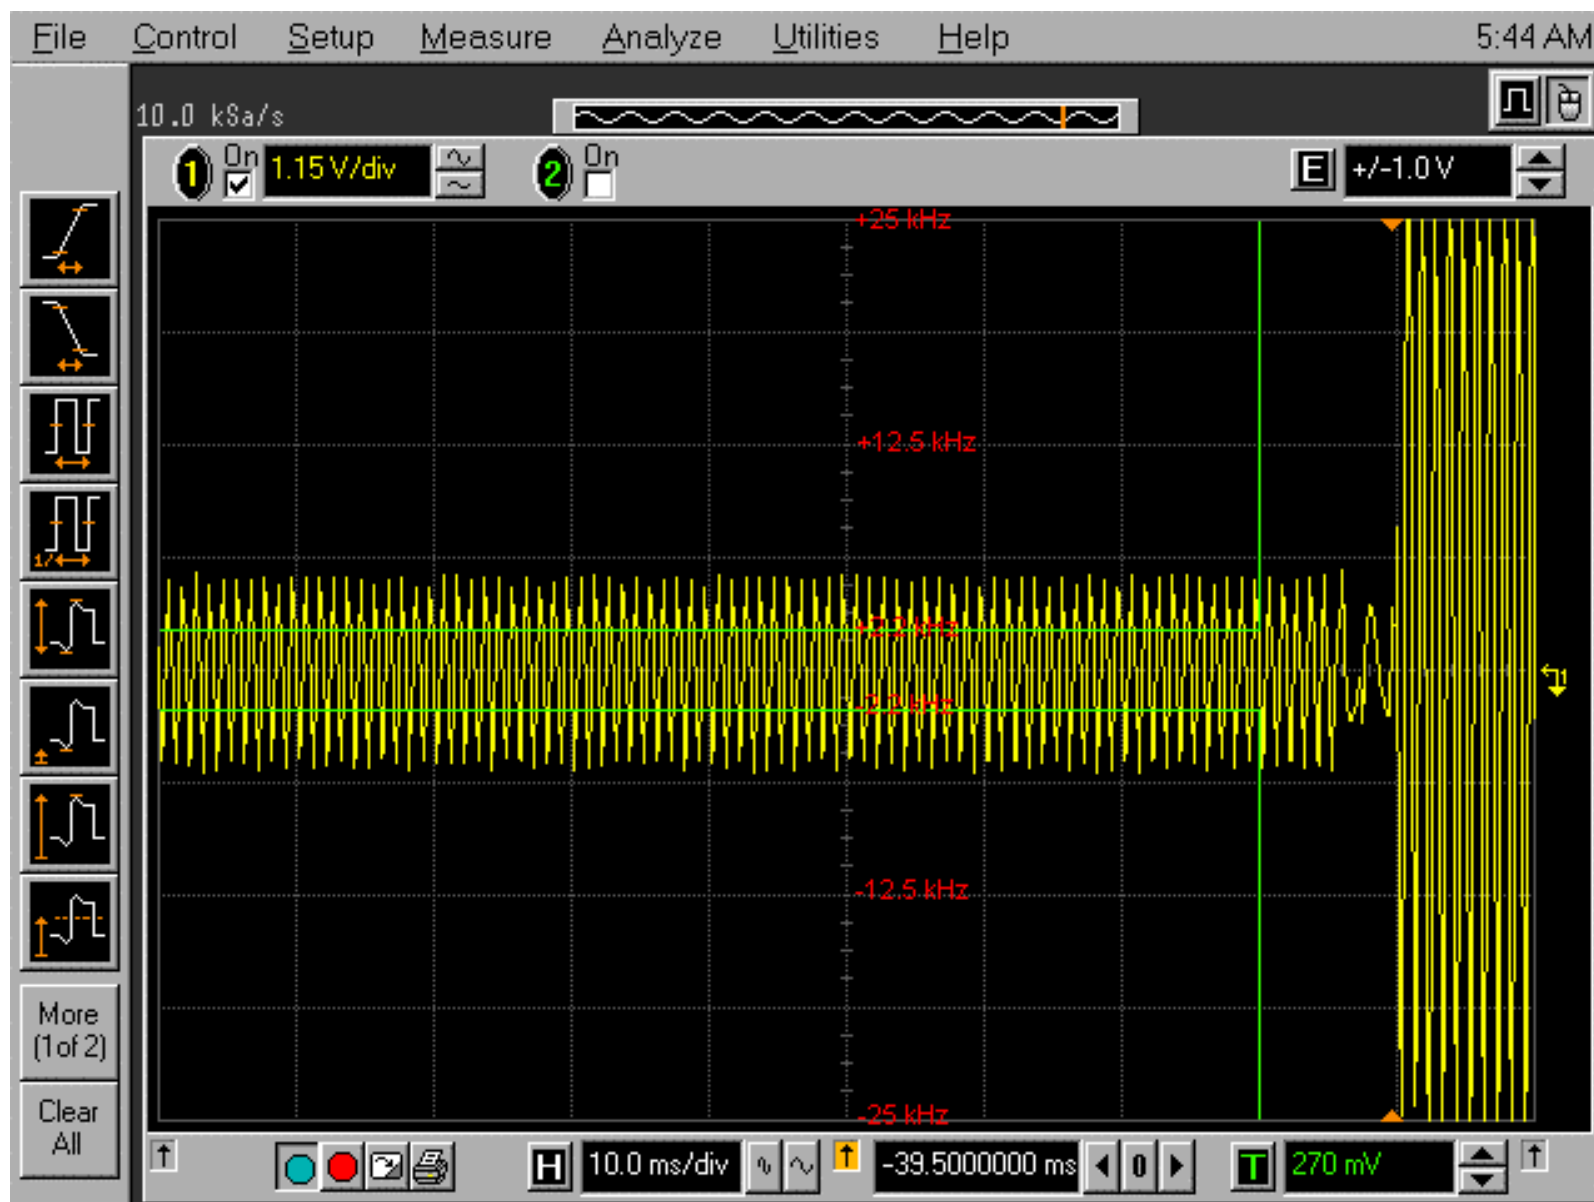 File Control Setup Measure Analyze Utilities Help 5:44 AM
10.0 kSa/s
1 On 1.15 V/div 2 On E +/-1.0 V
+25 kHz
+12.5 kHz
+2.2 kHz
-2.2 kHz
-12.5 kHz
-25 kHz
1/
More
(1of 2)
Clear
All
H 10.0 ms/div -39.5000000 ms 0 T 270 mV